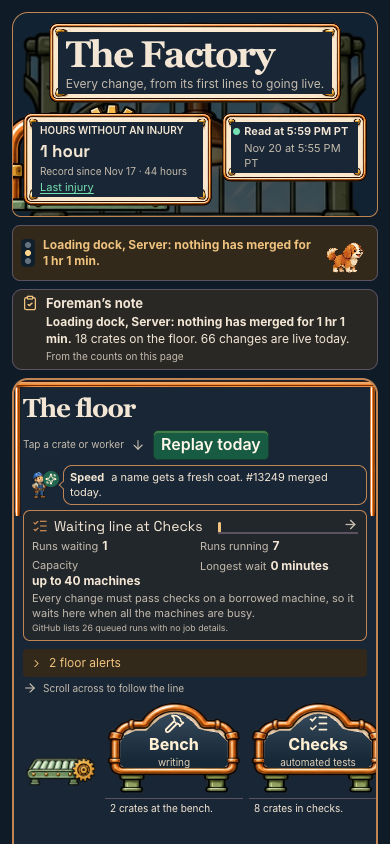 The Factory
Every change, from its first lines to going live.
HOURS WITHOUT AN INJURY
1 hour
Record since Nov 17 · 44 hours
Last injury
Read at 5:59 PM PT
Nov 20 at 5:55 PM
PT
Loading dock, Server: nothing has merged for
1 hr 1 min.
Foreman’s note
Loading dock, Server: nothing has merged for 1 hr 1
min. 18 crates on the floor. 66 changes are live today.
From the counts on this page
The floor
Tap a crate or worker
Replay today
Speed a name gets a fresh coat. #13249 merged
today.
Waiting line at Checks
Runs waiting 1
Runs running 7
Capacity
up to 40 machines
Longest wait 0 minutes
Every change must pass checks on a borrowed machine, so it
waits here when all the machines are busy.
GitHub lists 26 queued runs with no job details.
2 floor alerts
Scroll across to follow the line
Bench
writing
Checks
automated tests
2 crates at the bench.
8 crates in checks.